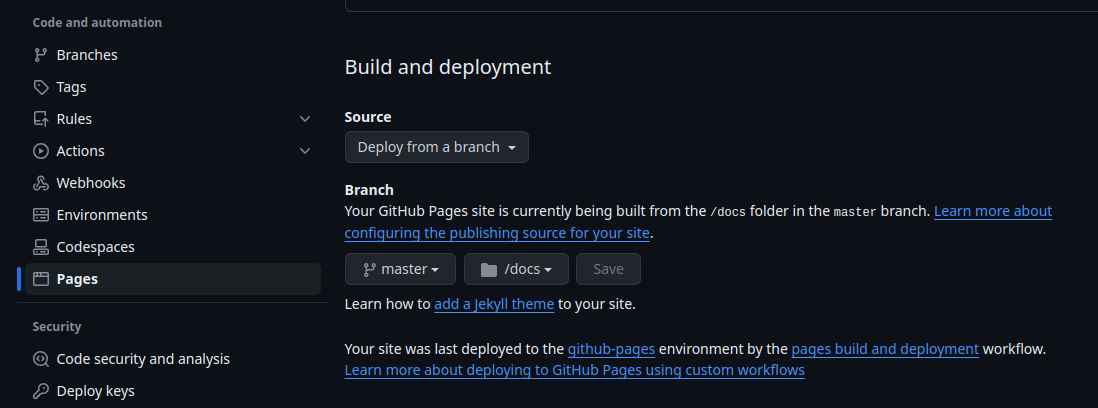 Code and automation
Branches
Tags
Rules
Actions
Webhooks
Environments
Codespaces
Pages
Security
Code security and analysis
Deploy keys
Build and deployment
Source
Deploy from a branch
Branch
Your GitHub Pages site is currently being built from the /docs folder in the master branch. Learn more about
configuring the publishing source for your site.
master /docs Save
Learn how to add a Jekyll theme to your site.
Your site was last deployed to the github-pages environment by the pages build and deployment workflow.
Learn more about deploying to GitHub Pages using custom workflows